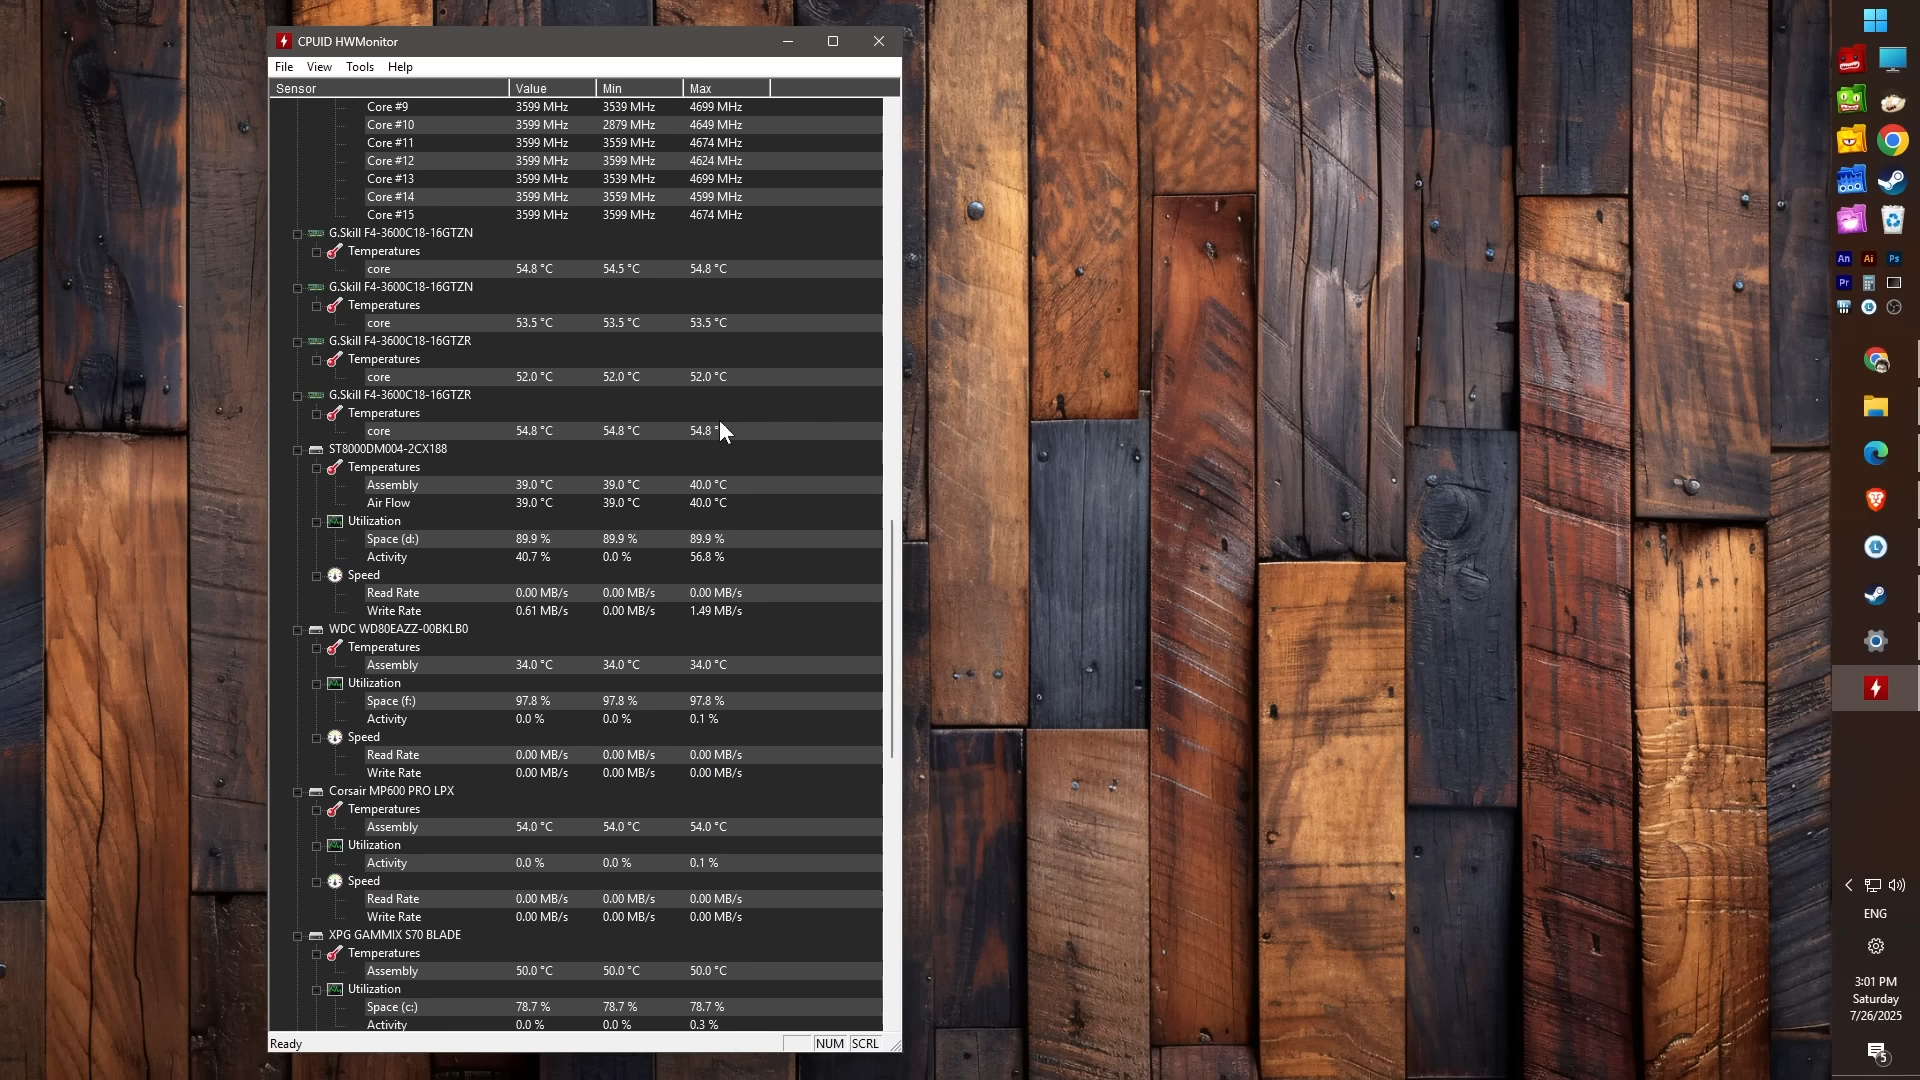 CPUID HWMonitor
File View Tools Help
Sensor Value Min Max
Core #9 3599 MHz 3539 MHz 4699 MHz
Core #10 3599 MHz 2879 MHz 4649 MHz
Core #11 3599 MHz 3559 MHz 4674 MHz
Core #12 3599 MHz 3599 MHz 4624 MHz
Core #13 3599 MHz 3539 MHz 4699 MHz
Core #14 3599 MHz 3559 MHz 4599 MHz
Core #15 3599 MHz 3599 MHz 4674 MHz
G.Skill F4-3600C18-16GTZN
Temperatures
core 54.8 °C 54.5 °C 54.8 °C
G.Skill F4-3600C18-16GTZN
Temperatures
core 53.5 °C 53.5 °C 53.5 °C
G.Skill F4-3600C18-16GTZR
Temperatures
core 52.0 °C 52.0 °C 52.0 °C
G.Skill F4-3600C18-16GTZR
Temperatures
core 54.8 °C 54.8 °C 54.8
ST8000DM004-2CX188
Temperatures
Assembly 39.0 °C 39.0 °C 40.0 °C
Air Flow 39.0 °C 39.0 °C 40.0 °C
Utilization
Space (d:) 89.9 % 89.9 % 89.9 %
Activity 40.7 % 0.0 % 56.8 %
Speed
Read Rate 0.00 MB/s 0.00 MB/s 0.00 MB/s
Write Rate 0.61 MB/s 0.00 MB/s 1.49 MB/s
WDC WD80EAZZ-00BKLB0
Temperatures
Assembly 34.0 °C 34.0 °C 34.0 °C
Utilization
Space (f:) 97.8 % 97.8 % 97.8 %
Activity 0.0 % 0.0 % 0.1 %
Speed
Read Rate 0.00 MB/s 0.00 MB/s 0.00 MB/s
Write Rate 0.00 MB/s 0.00 MB/s 0.00 MB/s
Corsair MP600 PRO LPX
Temperatures
Assembly 54.0 °C 54.0 °C 54.0 °C
Utilization
Activity 0.0 % 0.0 % 0.1 %
Speed
Read Rate 0.00 MB/s 0.00 MB/s 0.00 MB/s
Write Rate 0.00 MB/s 0.00 MB/s 0.00 MB/s
XPG GAMMIX S70 BLADE
Temperatures
Assembly 50.0 °C 50.0 °C 50.0 °C
Utilization
Space (c:) 78.7 % 78.7 % 78.7 %
Activity 0.0 % 0.0 % 0.3 %
Ready NUM SCRL
An Ai Ps
Pr
ENG
3:01 PM
Saturday
7/26/2025
5